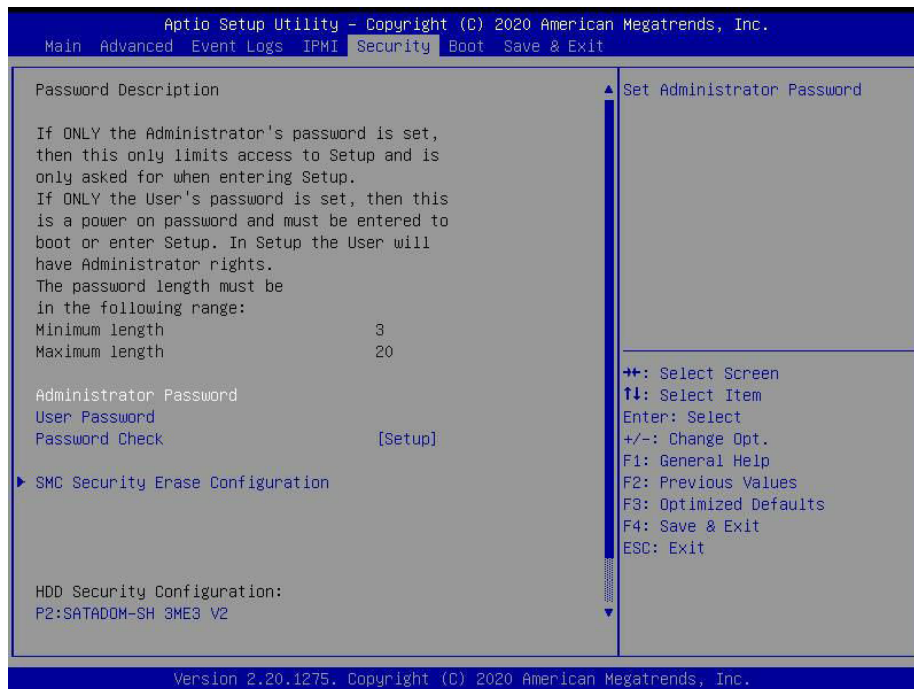 Aptio Setup Utility – Copyright (C) 2020 American Megatrends, Inc.
Main Advanced Event Logs IPMI Security Boot Save & Exit
Password Description
If ONLY the Administrator's password is set,
then this only limits access to Setup and is
only asked for when entering Setup.
If ONLY the User's password is set, then this
is a power on password and must be entered to
boot or enter Setup. In Setup the User will
have Administrator rights.
The password length must be
in the following range:
Minimum length 3
Maximum length 20
Administrator Password
User Password
Password Check [Setup]
SMC Security Erase Configuration
HDD Security Configuration:
P2:SATADOM-SH 3ME3 V2
Set Administrator Password
→←: Select Screen
↑↓: Select Item
Enter: Select
+/-: Change Opt.
F1: General Help
F2: Previous Values
F3: Optimized Defaults
F4: Save & Exit
ESC: Exit
Version 2.20.1275. Copyright (C) 2020 American Megatrends, Inc.